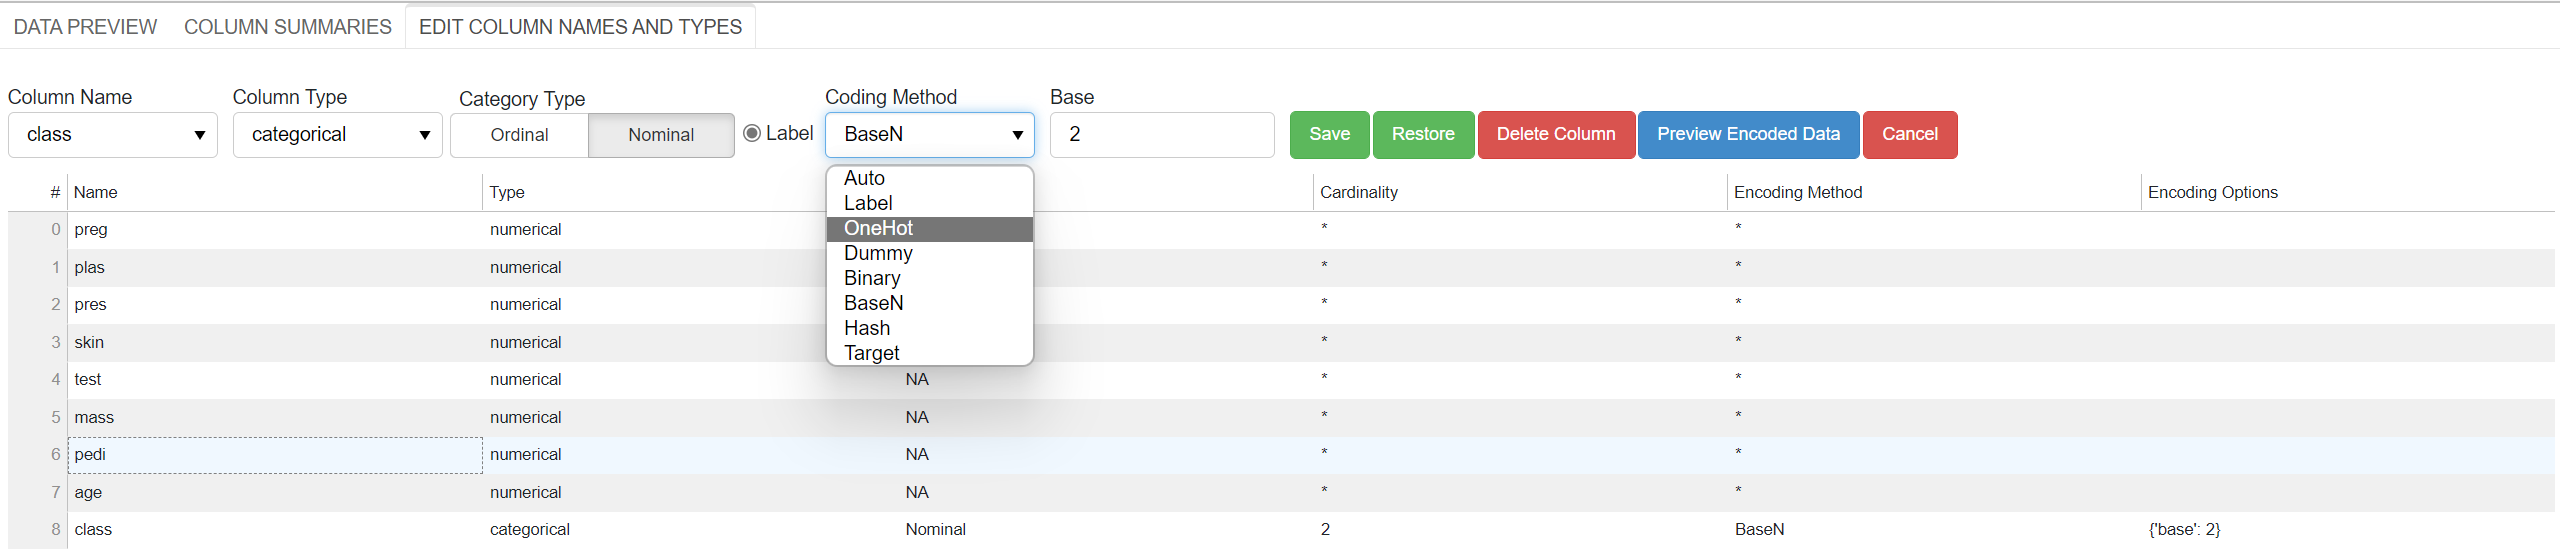 DATA PREVIEW COLUMN SUMMARIES EDIT COLUMN NAMES AND TYPES
Column Name Column Type Category Type Coding Method Base
class categorical Ordinal Nominal Label BaseN 2 Save Restore Delete Column Preview Encoded Data Cancel
Auto
Label
OneHot
Dummy
Binary
BaseN
Hash
Target
# Name Type Cardinality Encoding Method Encoding Options
0 preg numerical * *
1 plas numerical * *
2 pres numerical * *
3 skin numerical * *
4 test numerical NA * *
5 mass numerical NA * *
6 pedi numerical NA * *
7 age numerical NA * *
8 class categorical Nominal 2 BaseN {'base': 2}